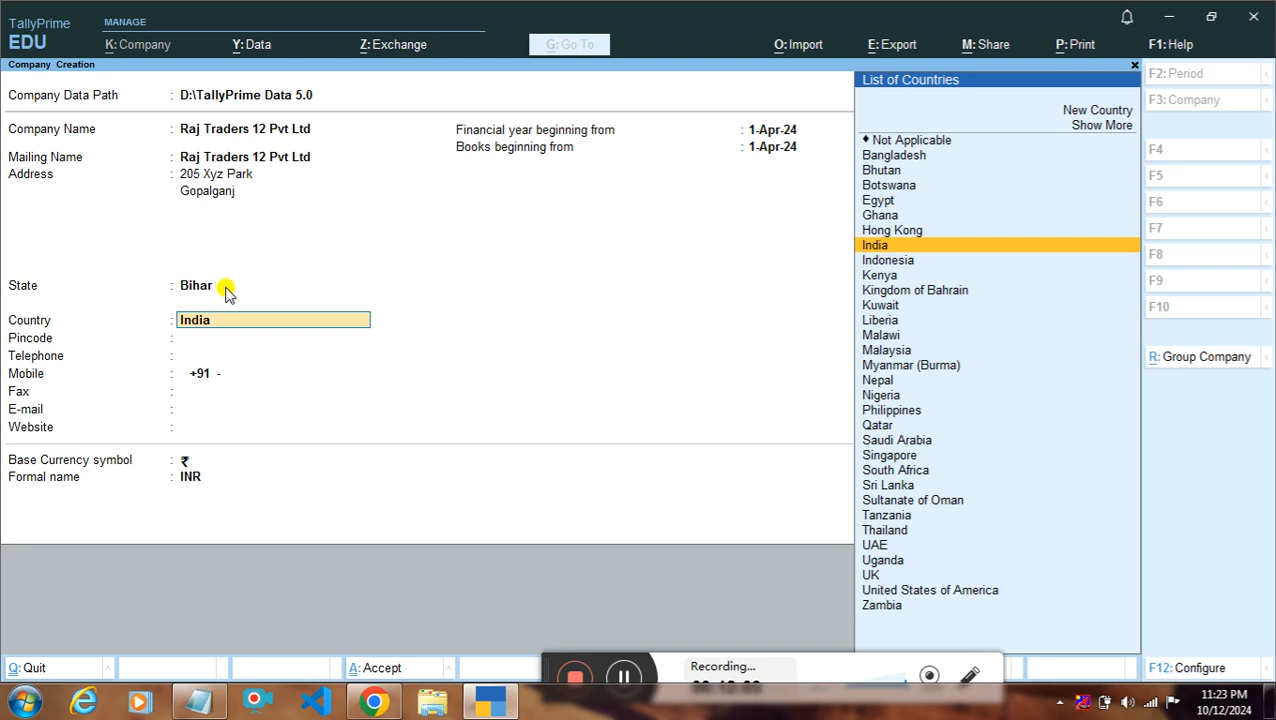 TallyPrime
EDU
MANAGE
K: Company
Y: Data
Z: Exchange
G: Go To
O: Import
E: Export
M: Share
P: Print
F1: Help
Company Creation
Company Data Path : D:\TallyPrime Data 5.0
Company Name : Raj Traders 12 Pvt Ltd
Financial year beginning from : 1-Apr-24
Books beginning from : 1-Apr-24
Mailing Name : Raj Traders 12 Pvt Ltd
Address : 205 Xyz Park
Gopalganj
State : Bihar
Country : India
Pincode :
Telephone :
Mobile : +91 -
Fax :
E-mail :
Website :
Base Currency symbol : ₹
Formal name : INR
List of Countries
New Country
Show More
♦ Not Applicable
Bangladesh
Bhutan
Botswana
Egypt
Ghana
Hong Kong
India
Indonesia
Kenya
Kingdom of Bahrain
Kuwait
Liberia
Malawi
Malaysia
Myanmar (Burma)
Nepal
Nigeria
Philippines
Qatar
Saudi Arabia
Singapore
South Africa
Sri Lanka
Sultanate of Oman
Tanzania
Thailand
UAE
Uganda
UK
United States of America
Zambia
F2: Period
F3: Company
F4
F5
F6
F7
F8
F9
F10
R: Group Company
Q: Quit
A: Accept
F12: Configure
Recording...
11:23 PM
10/12/2024